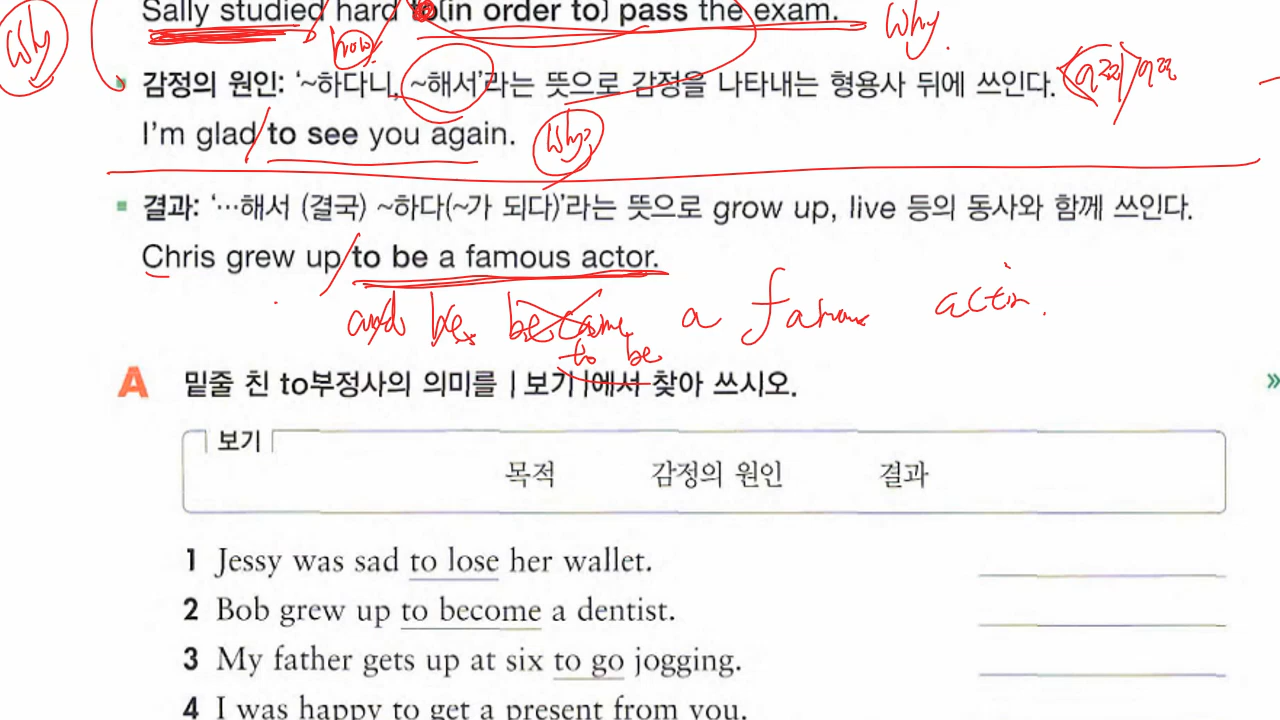 Sally studied hard to(in order to) pass the exam.
Why
how
Why.
감정의 원인: ‘~하다니, ~해서’라는 뜻으로 감정을 나타내는 형용사 뒤에 쓰인다.
I’m glad to see you again.
Why?
결과: ‘…해서 (결국) ~하다(~가 되다)’라는 뜻으로 grow up, live 등의 동사와 함께 쓰인다.
Chris grew up to be a famous actor.
and be became a famous actor.
to be
A 밑줄 친 to부정사의 의미를 | 보기 |에서 찾아 쓰시오.
보기
목적 감정의 원인 결과
1 Jessy was sad to lose her wallet.
2 Bob grew up to become a dentist.
3 My father gets up at six to go jogging.
4 I was happy to get a present from you.